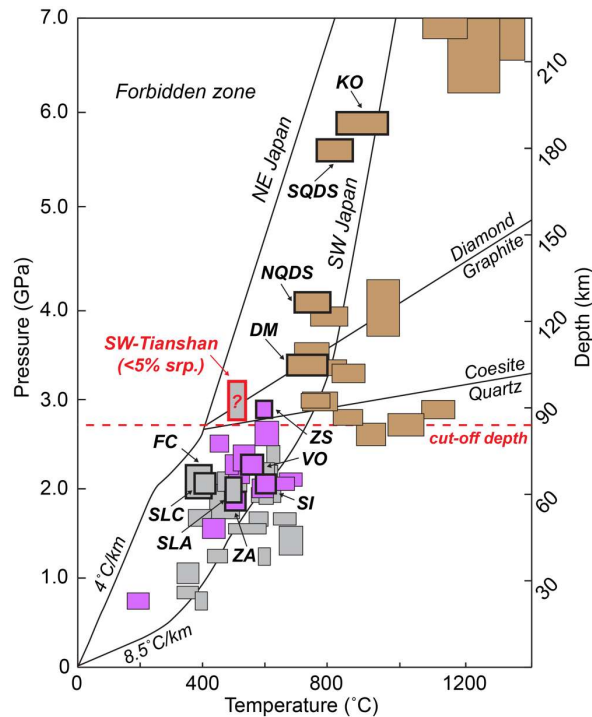 7.0
6.0
5.0
4.0
3.0
2.0
1.0
0
Pressure (GPa)
0
400
800
1200
Temperature (˚C)
210
180
150
120
90
60
30
Depth (km)
Forbidden zone
KO
NE Japan
SQDS
SW Japan
NQDS
Diamond
Graphite
DM
SW-Tianshan
(<5% srp.)
?
Coesite
Quartz
ZS
cut-off depth
FC
VO
SLC
SI
SLA
ZA
4˚C/km
8.5˚C/km